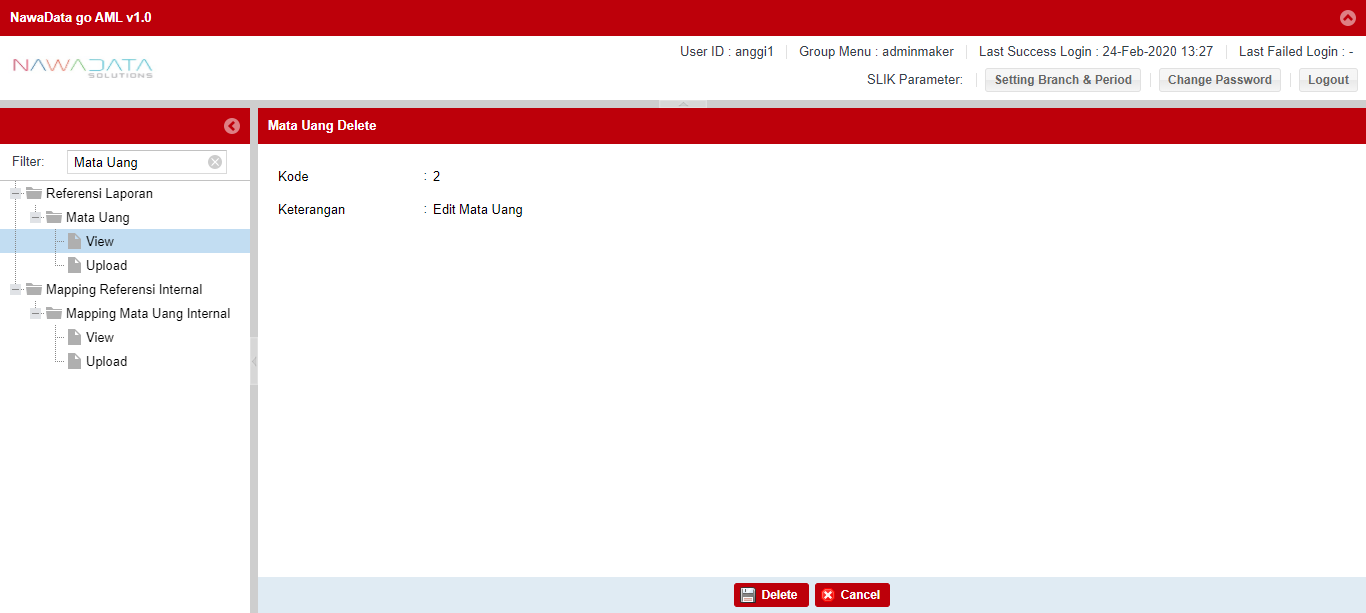 NawaData go AML v1.0
NAWADATA
SOLUTIONS
User ID : anggi1
Group Menu : adminmaker
Last Success Login : 24-Feb-2020 13:27
Last Failed Login : -
SLIK Parameter:
Setting Branch & Period
Change Password
Logout
Filter:
Mata Uang
Referensi Laporan
Mata Uang
View
Upload
Mapping Referensi Internal
Mapping Mata Uang Internal
View
Upload
Mata Uang Delete
Kode : 2
Keterangan : Edit Mata Uang
Delete
Cancel